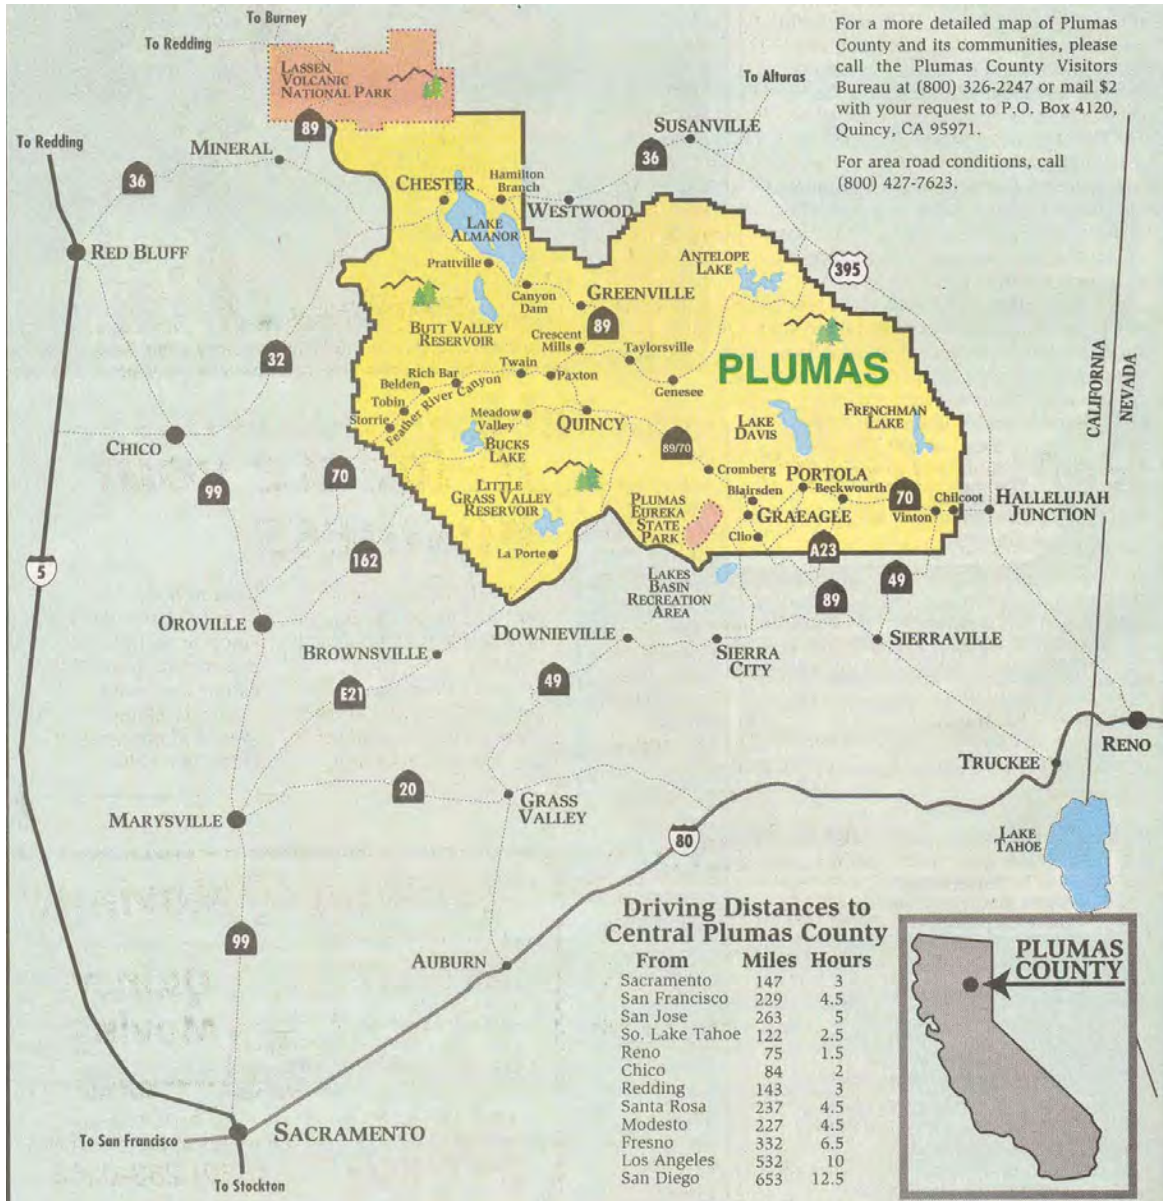 To Burney
To Redding
LASSEN
VOLCANIC
NATIONAL PARK
For a more detailed map of Plumas
County and its communities, please
call the Plumas County Visitors
Bureau at (800) 326-2247 or mail $2
with your request to P.O. Box 4120,
Quincy, CA 95971.
For area road conditions, call
(800) 427-7623.
To Alturas
To Redding
89
SUSANVILLE
MINERAL
36
36
CHESTER
Hamilton
Branch
WESTWOOD
LAKE
ALMANOR
RED BLUFF
Prattville
ANTELOPE
LAKE
395
Canyon
Dam
GREENVILLE
BUTT VALLEY
RESERVOIR
89
Crescent
Mills
Taylorsville
32
CALIFORNIA
NEVADA
Twain
PLUMAS
Rich Bar
Paxton
Belden
Genesee
Feather River Canyon
Tobin
Storrie
Meadow
Valley
QUINCY
LAKE
DAVIS
FRENCHMAN
LAKE
CHICO
BUCKS
LAKE
89/70
Cromberg
PORTOLA
70
99
LITTLE
GRASS VALLEY
RESERVOIR
Blairsden
Beckwourth
70
Chilcoot
HALLELUJAH
JUNCTION
PLUMAS
EUREKA
STATE
PARK
GRAEAGLE
Vinton
Clio
La Porte
A23
162
5
LAKES
BASIN
RECREATION
AREA
49
89
OROVILLE
DOWNIEVILLE
SIERRA
CITY
SIERRAVILLE
BROWNSVILLE
E21
49
RENO
TRUCKEE
20
GRASS
VALLEY
MARYSVILLE
80
LAKE
TAHOE
Driving Distances to
Central Plumas County
From Miles Hours
Sacramento 147 3
San Francisco 229 4.5
San Jose 263 5
So. Lake Tahoe 122 2.5
Reno 75 1.5
Chico 84 2
Redding 143 3
Santa Rosa 237 4.5
Modesto 227 4.5
Fresno 332 6.5
Los Angeles 532 10
San Diego 653 12.5
PLUMAS
COUNTY
99
AUBURN
To San Francisco
SACRAMENTO
To Stockton